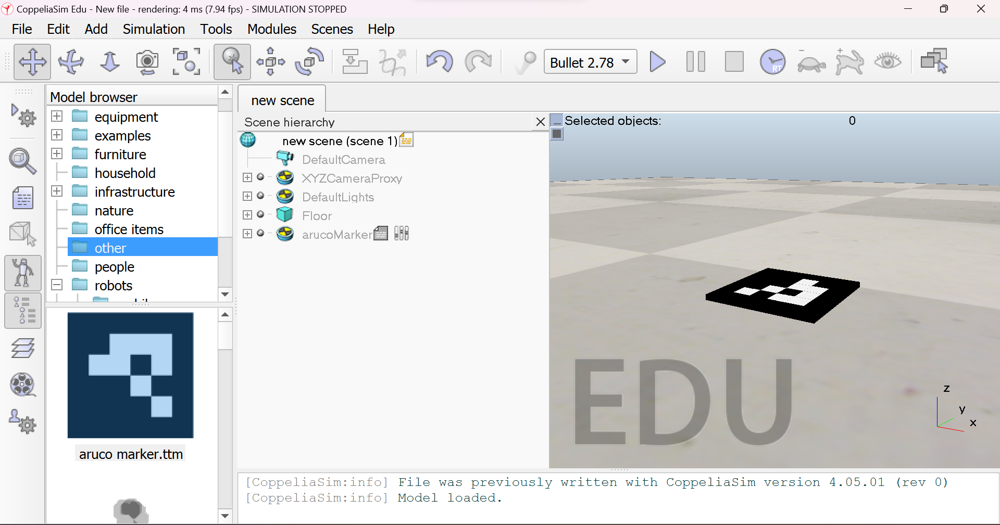 CoppeliaSim Edu - New file - rendering: 4 ms (7.94 fps) - SIMULATION STOPPED
File Edit Add Simulation Tools Modules Scenes Help
Bullet 2.78
RT
Model browser
equipment
examples
furniture
household
infrastructure
nature
office items
other
people
robots
aruco marker.ttm
new scene
Scene hierarchy
new scene (scene 1)
DefaultCamera
XYZCameraProxy
DefaultLights
Floor
arucoMarker
Selected objects: 0
EDU
z
y
x
[CoppeliaSim:info] File was previously written with CoppeliaSim version 4.05.01 (rev 0)
[CoppeliaSim:info] Model loaded.